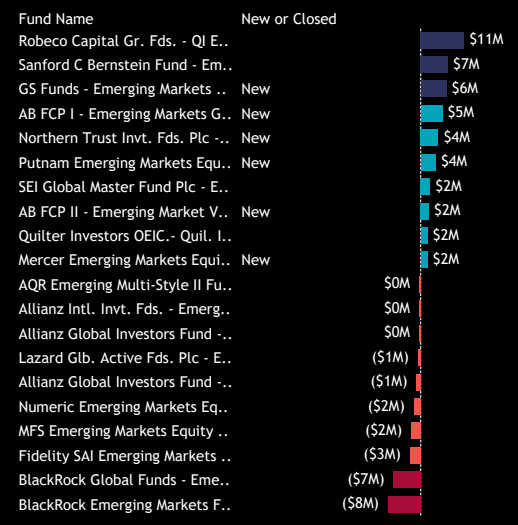 Fund Name New or Closed
Robeco Capital Gr. Fds. - QI E.. $11M
Sanford C Bernstein Fund - Em.. $7M
GS Funds - Emerging Markets .. New $6M
AB FCP I - Emerging Markets G.. New $5M
Northern Trust Invt. Fds. Plc -.. New $4M
Putnam Emerging Markets Equ.. New $4M
SEI Global Master Fund Plc - E.. $2M
AB FCP II - Emerging Market V.. New $2M
Quilter Investors OEIC.- Quil. I.. $2M
Mercer Emerging Markets Equi.. New $2M
AQR Emerging Multi-Style II Fu.. $0M
Allianz Intl. Invt. Fds. - Emerg.. $0M
Allianz Global Investors Fund -.. $0M
Lazard Glb. Active Fds. Plc - E.. ($1M)
Allianz Global Investors Fund -.. ($1M)
Numeric Emerging Markets Eq.. ($2M)
MFS Emerging Markets Equity .. ($2M)
Fidelity SAI Emerging Markets .. ($3M)
BlackRock Global Funds - Eme.. ($7M)
BlackRock Emerging Markets F.. ($8M)